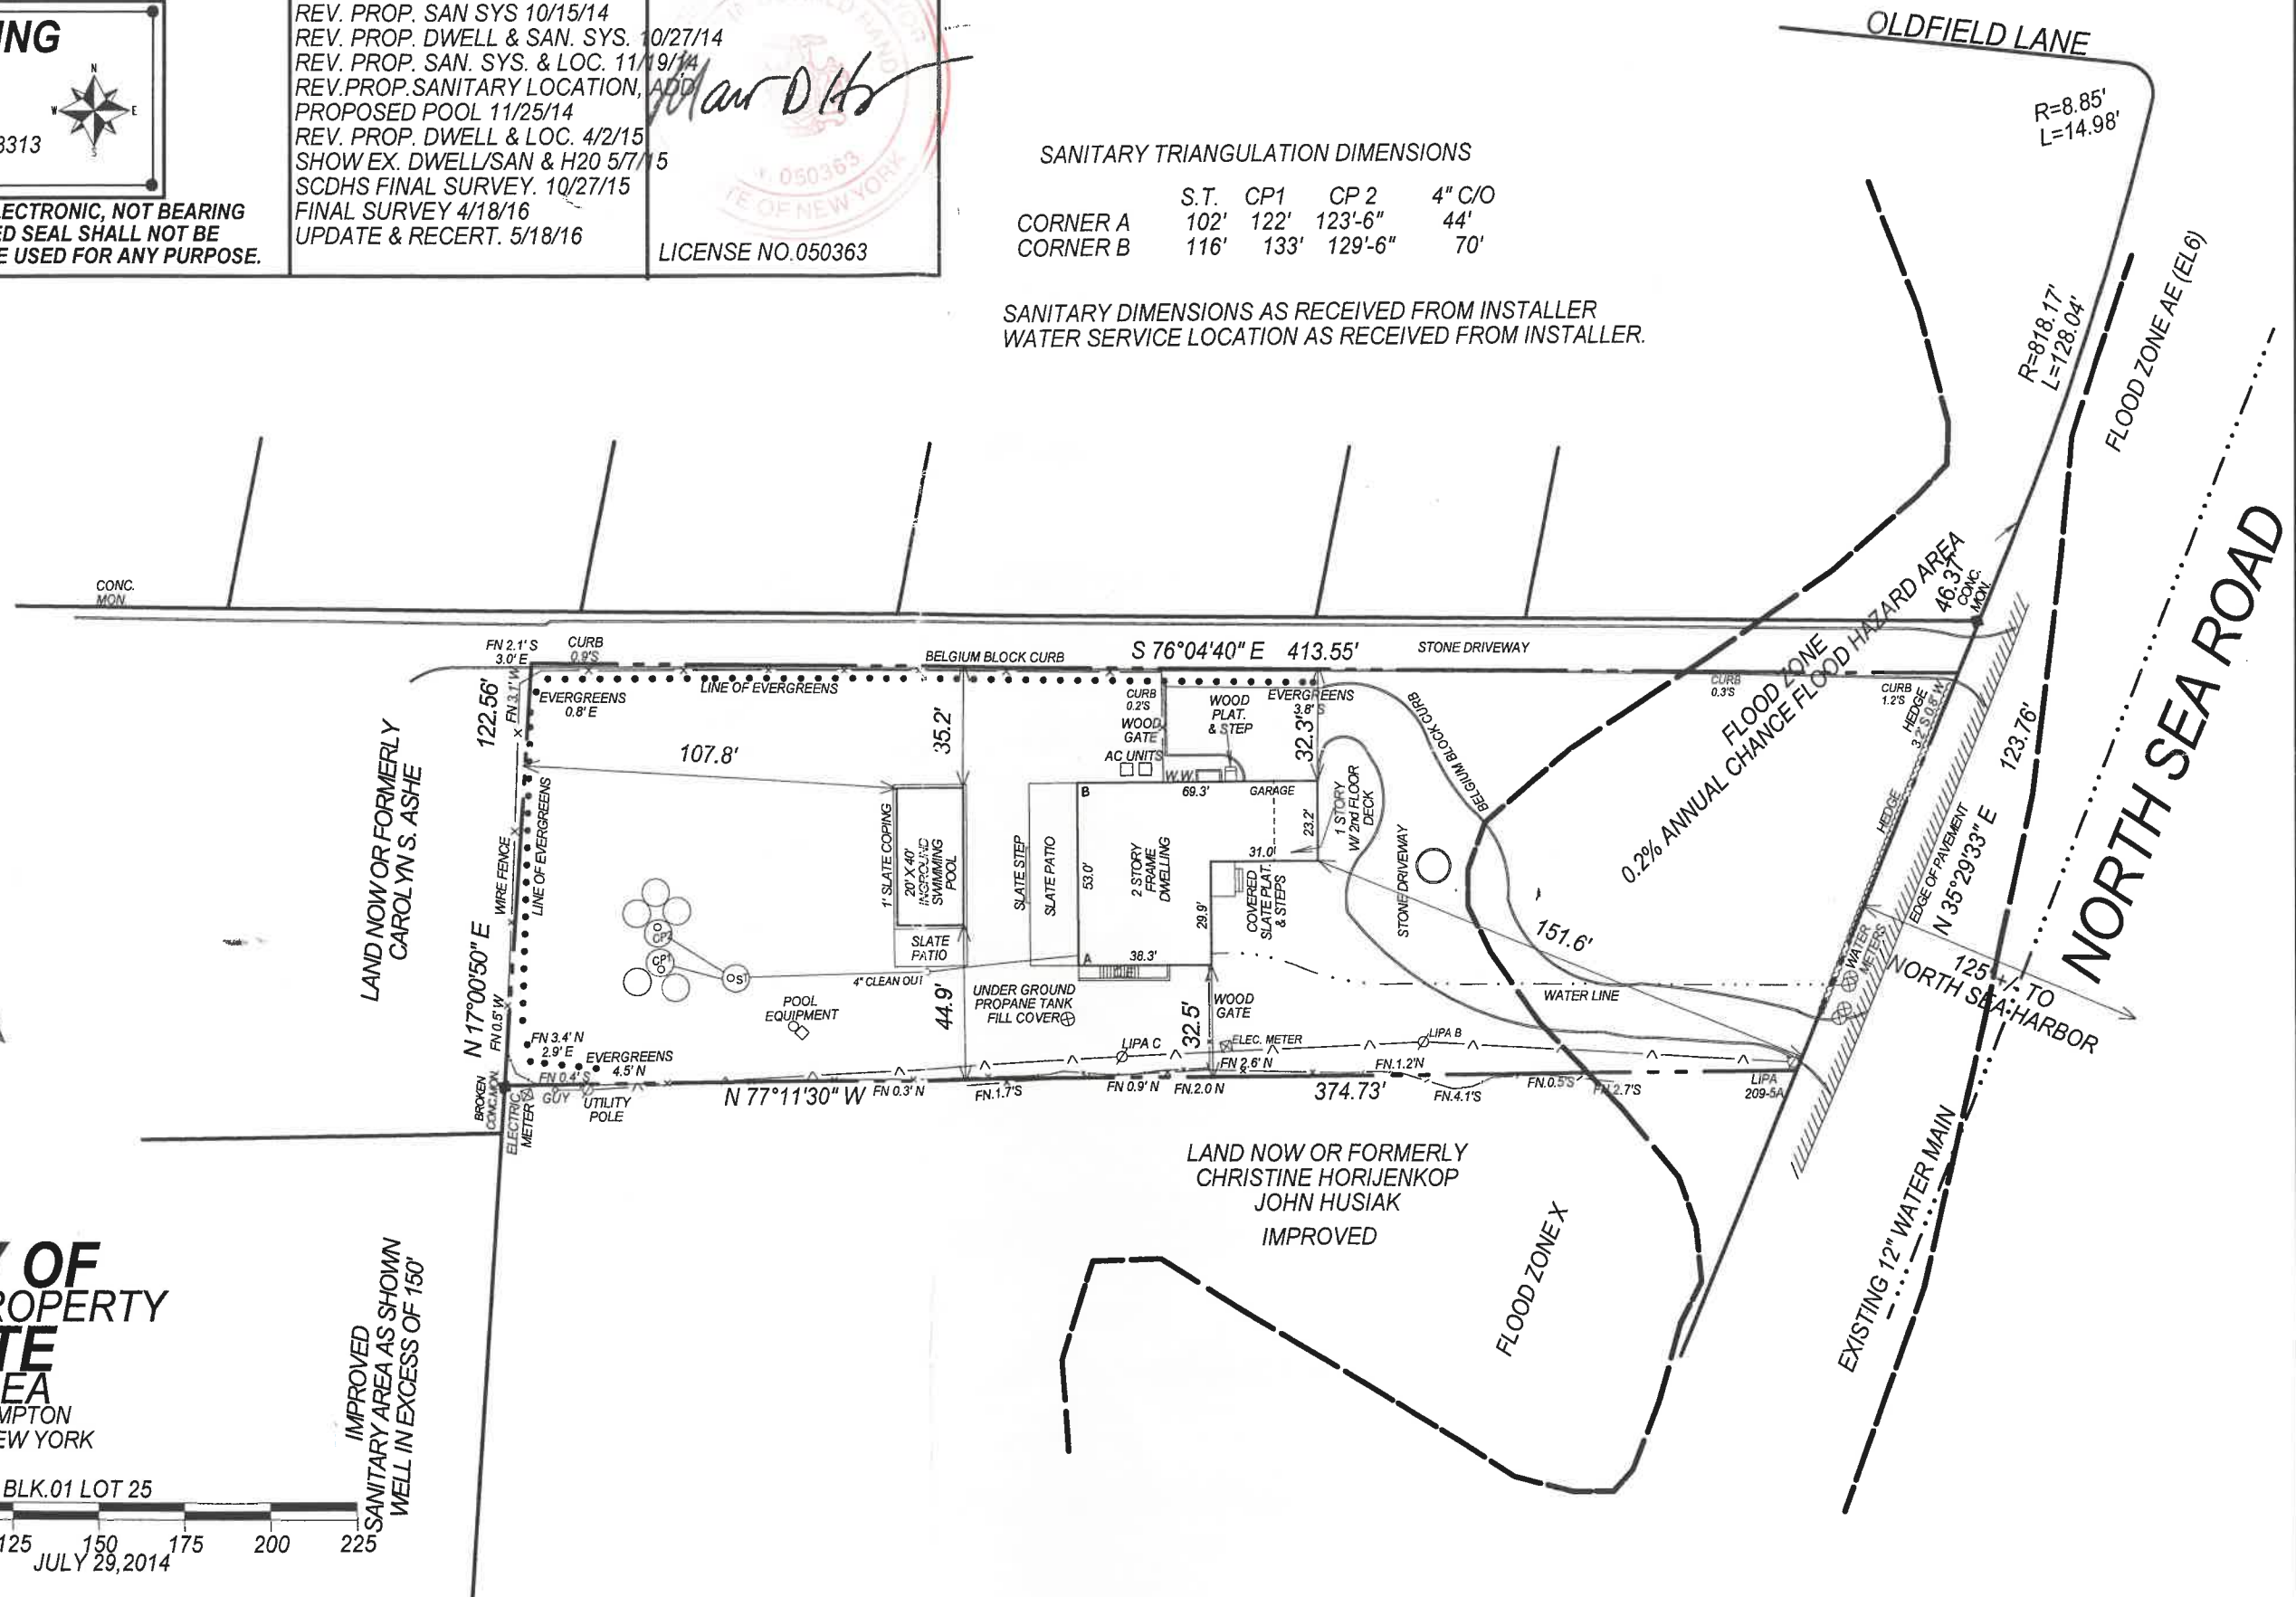 ING
N
W
E
S
3313
ECTRONIC, NOT BEARING
ED SEAL SHALL NOT BE
E USED FOR ANY PURPOSE.
REV. PROP. SAN SYS 10/15/14
REV. PROP. DWELL & SAN. SYS. 10/27/14
REV. PROP. SAN. SYS. & LOC. 11/19/14
REV.PROP.SANITARY LOCATION, ADD
PROPOSED POOL 11/25/14
REV. PROP. DWELL & LOC. 4/2/15
SHOW EX. DWELL/SAN & H20 5/7/15
SCDHS FINAL SURVEY. 10/27/15
FINAL SURVEY 4/18/16
UPDATE & RECERT. 5/18/16
050363
TE OF NEW YORK
LICENSE NO.050363
SANITARY TRIANGULATION DIMENSIONS
S.T. CP1 CP 2 4" C/O
CORNER A 102' 122' 123'-6" 44'
CORNER B 116' 133' 129'-6" 70'
SANITARY DIMENSIONS AS RECEIVED FROM INSTALLER
WATER SERVICE LOCATION AS RECEIVED FROM INSTALLER.
OLDFIELD LANE
R=8.85'
L=14.98'
R=818.17'
L=128.04'
FLOOD ZONE AE (EL6)
NORTH SEA ROAD
46.37'
CONC.
MON.
CONC.
MON.
FN 2.1' S
3.0' E
CURB
0.9'S
BELGIUM BLOCK CURB
S 76°04'40" E 413.55'
STONE DRIVEWAY
FLOOD ZONE
0.2% ANNUAL CHANCE FLOOD HAZARD AREA
CURB
0.3'S
CURB
1.2'S
HEDGE
3.2' S 0.8' W
HEDGE
123.76'
N 35°29'33" E
EDGE OF PAVEMENT
122.56'
FN 3.1' W
EVERGREENS
0.8' E
LINE OF EVERGREENS
35.2'
CURB
0.2'S
WOOD
GATE
WOOD
PLAT.
& STEP
EVERGREENS
3.8' S
32.3'
BELGIUM BLOCK CURB
LAND NOW OR FORMERLY
CAROLYN S. ASHE
107.8'
AC UNITS
W.W.
B
69.3'
GARAGE
23.2'
1 STORY
W/ 2nd FLOOR
DECK
31.0'
WIRE FENCE
LINE OF EVERGREENS
1' SLATE COPING
20' X 40'
INGROUND
SWIMMING
POOL
SLATE STEP
SLATE PATIO
53.0'
2 STORY
FRAME
DWELLING
29.9'
COVERED
SLATE PLAT.
& STEPS
STONE DRIVEWAY
151.6'
CP2
CP1
ST
SLATE
PATIO
4" CLEAN OUT
A
38.3'
WATER LINE
WATER
METERS
125' +/- TO
NORTH SEA HARBOR
N 17°00'50" E
FN 0.5' W
POOL
EQUIPMENT
44.9'
UNDER GROUND
PROPANE TANK
FILL COVER
32.5'
WOOD
GATE
ELEC. METER
LIPA C
LIPA B
FN 3.4' N
2.9' E
EVERGREENS
4.5' N
FN 0.4' S
GUY
UTILITY
POLE
BROKEN
CONC.MON.
ELECTRIC
METER
N 77°11'30" W
FN 0.3' N
FN.1.7'S
FN 0.9' N
FN.2.0 N
FN 2.6' N
374.73'
FN.1.2'N
FN.4.1'S
FN.0.5'S
FN.2.7'S
LIPA
209-5A
LAND NOW OR FORMERLY
CHRISTINE HORIJENKOP
JOHN HUSIAK
IMPROVED
FLOOD ZONE X
EXISTING 12" WATER MAIN
Y OF
ROPERTY
TE
EA
MPTON
EW YORK
BLK.01 LOT 25
125 150 175 200 225
JULY 29,2014
IMPROVED
SANITARY AREA AS SHOWN
WELL IN EXCESS OF 150'